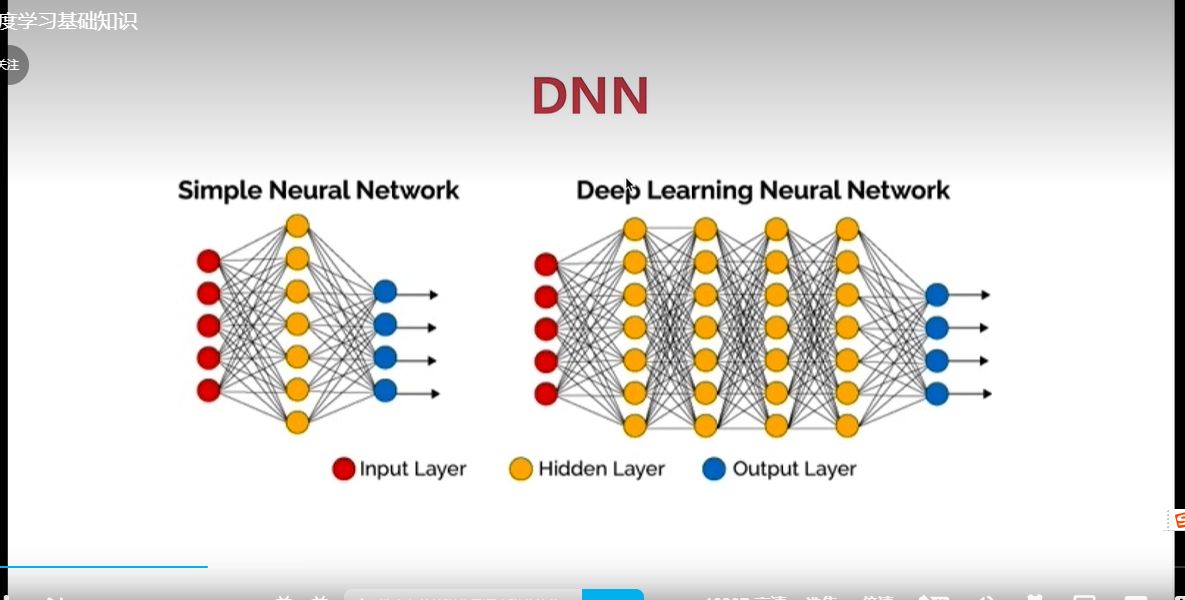 度学习基础知识
关注
DNN
Simple Neural Network
Deep Learning Neural Network
Input Layer
Hidden Layer
Output Layer